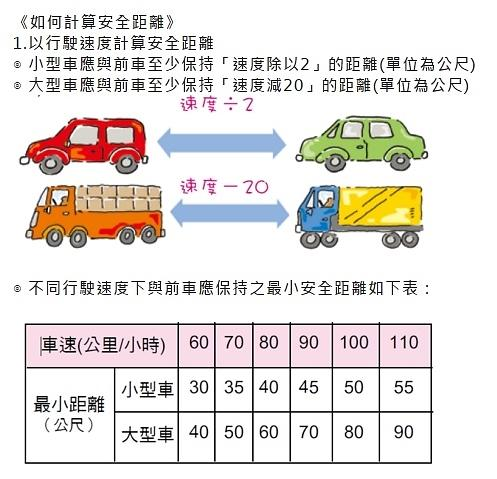 《如何計算安全距離》
1.以行駛速度計算安全距離
◎ 小型車應與前車至少保持「速度除以2」的距離(單位為公尺)
◎ 大型車應與前車至少保持「速度減20」的距離(單位為公尺)
速度÷2
速度－20
◎ 不同行駛速度下與前車應保持之最小安全距離如下表：
車速(公里/小時) 60 70 80 90 100 110
最小距離（公尺） 小型車 30 35 40 45 50 55
大型車 40 50 60 70 80 90